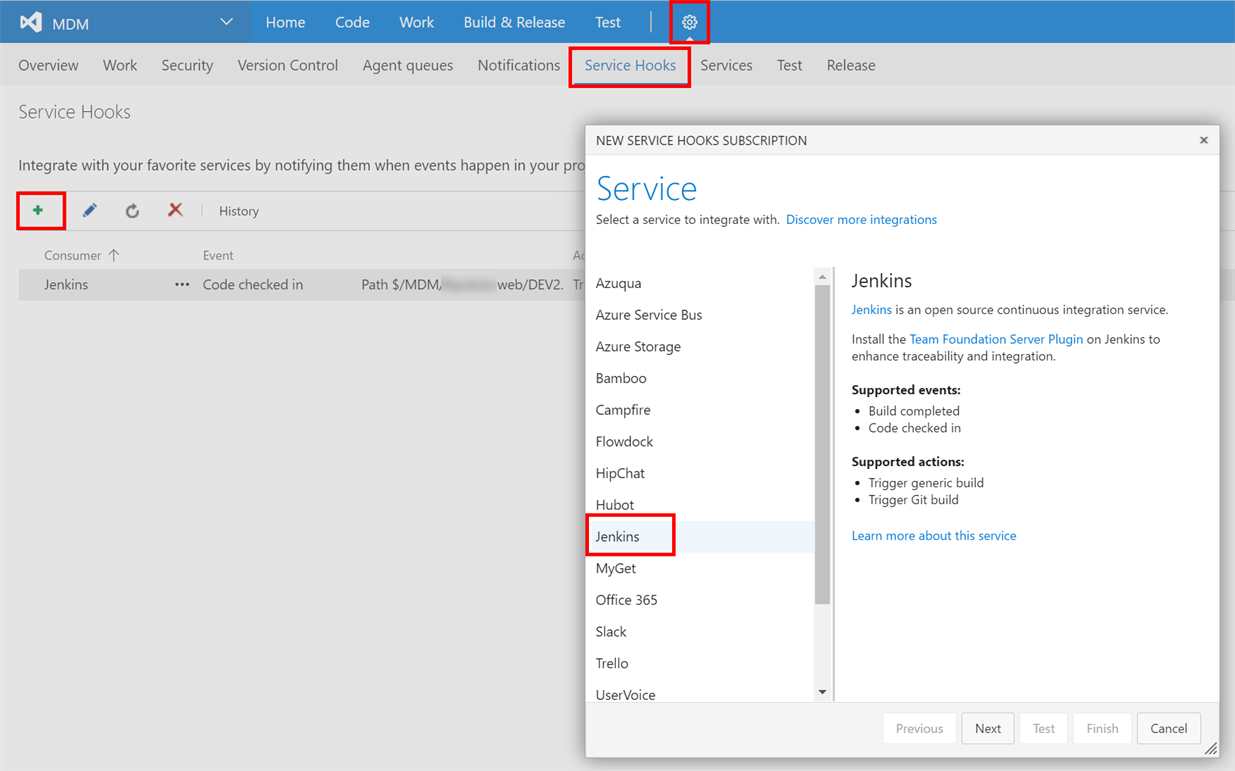 MDM
Home Code Work Build & Release Test
Overview Work Security Version Control Agent queues Notifications Service Hooks Services Test Release
Service Hooks
Integrate with your favorite services by notifying them when events happen in your pro
History
Consumer Event
Jenkins ... Code checked in Path $/MDM/ web/DEV2. Tr
NEW SERVICE HOOKS SUBSCRIPTION
Service
Select a service to integrate with. Discover more integrations
Azuqua
Azure Service Bus
Azure Storage
Bamboo
Campfire
Flowdock
HipChat
Hubot
Jenkins
MyGet
Office 365
Slack
Trello
UserVoice
Jenkins
Jenkins is an open source continuous integration service.
Install the Team Foundation Server Plugin on Jenkins to
enhance traceability and integration.
Supported events:
• Build completed
• Code checked in
Supported actions:
• Trigger generic build
• Trigger Git build
Learn more about this service
Previous Next Test Finish Cancel